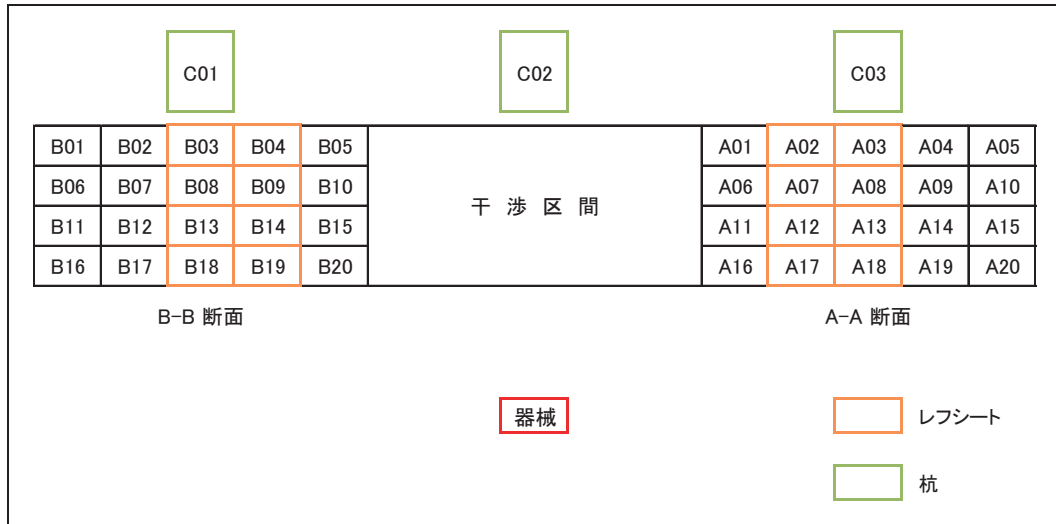 C01 C02 C03
B01 B02 B03 B04 B05 A01 A02 A03 A04 A05
B06 B07 B08 B09 B10 A06 A07 A08 A09 A10
干渉区間
B11 B12 B13 B14 B15 A11 A12 A13 A14 A15
B16 B17 B18 B19 B20 A16 A17 A18 A19 A20
B-B 断面 A-A 断面
器械 レフシート
杭